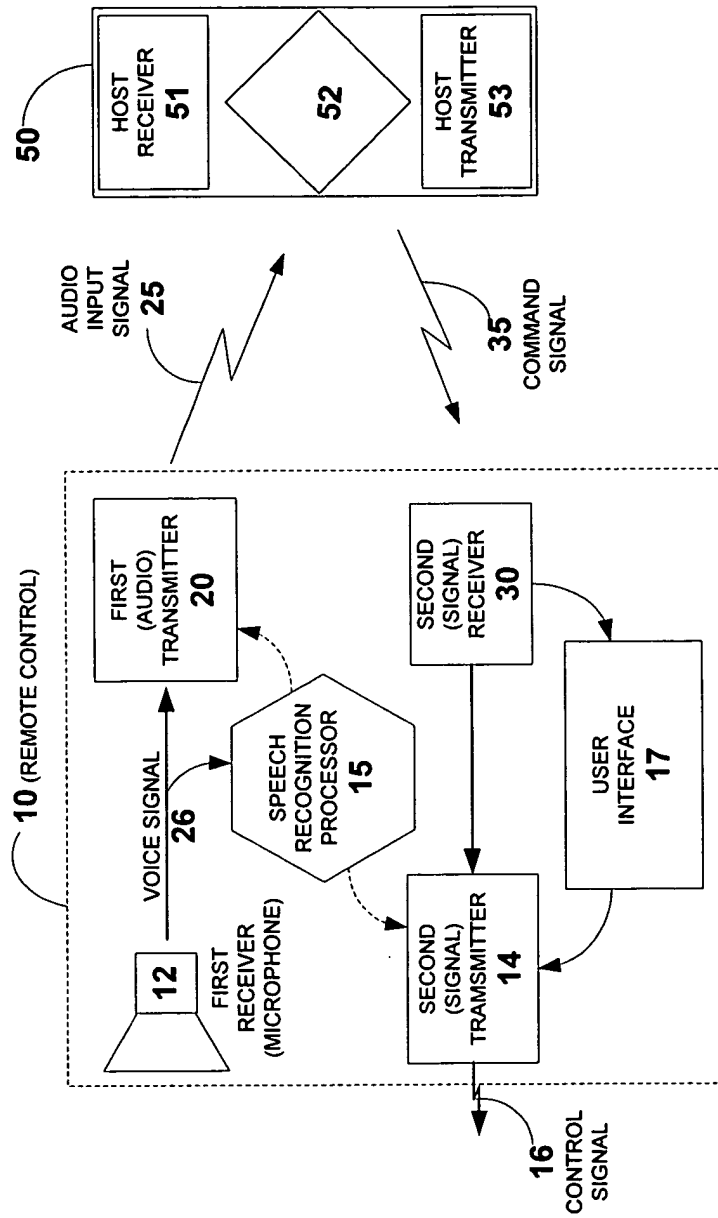 10 (REMOTE CONTROL)
12
FIRST
RECEIVER
(MICROPHONE)
VOICE SIGNAL
26
FIRST
(AUDIO)
TRANSMITTER
20
SPEECH
RECOGNITION
PROCESSOR
15
SECOND
(SIGNAL)
TRAMSMITTER
14
SECOND
(SIGNAL)
RECEIVER
30
USER
INTERFACE
17
16
CONTROL
SIGNAL
AUDIO
INPUT
SIGNAL
25
35
COMMAND
SIGNAL
50
HOST
RECEIVER
51
52
HOST
TRANSMITTER
53